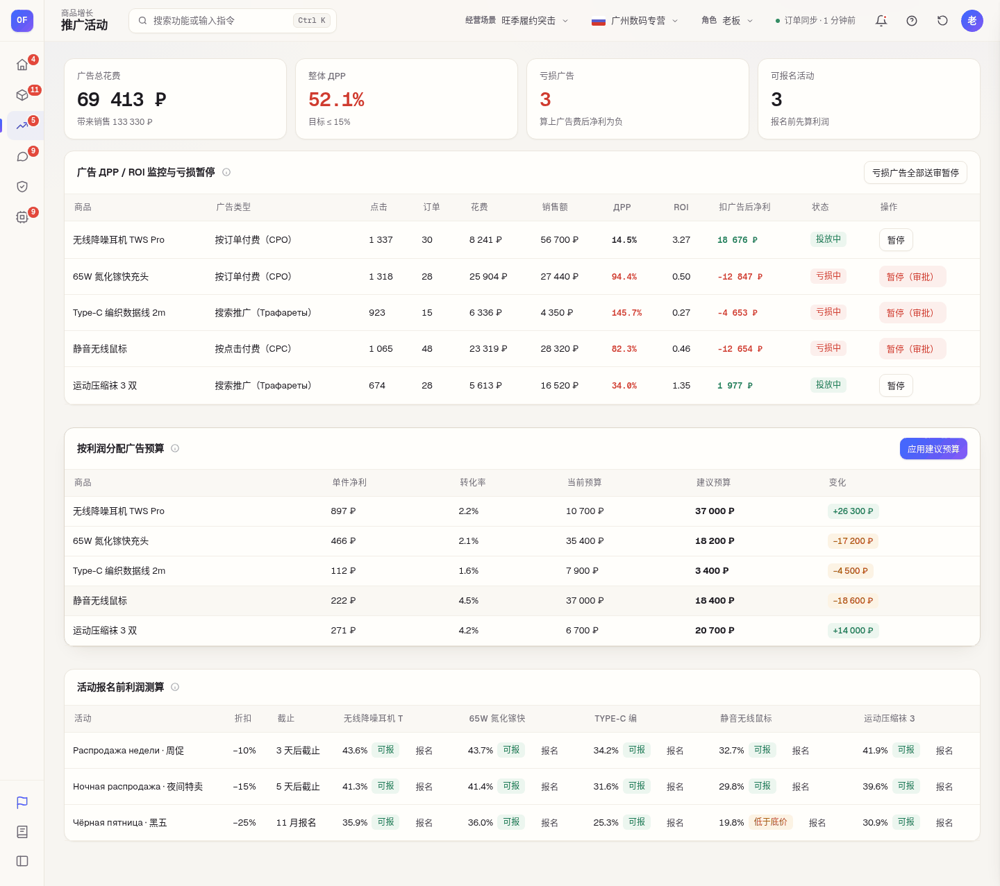 OF
商品增长
推广活动
搜索功能或输入指令 Ctrl K
经营场景 旺季履约突击
广州数码专营
角色 老板
订单同步 · 1 分钟前
老
4
11
5
9
9
广告总花费
69 413 ₽
带来销售 133 330 ₽
整体 ДРР
52.1%
目标 ≤ 15%
亏损广告
3
算上广告费后净利为负
可报名活动
3
报名前先算利润
广告 ДРР / ROI 监控与亏损暂停
亏损广告全部送审暂停
商品 广告类型 点击 订单 花费 销售额 ДРР ROI 扣广告后净利 状态 操作
无线降噪耳机 TWS Pro 按订单付费（CPO） 1 337 30 8 241 ₽ 56 700 ₽ 14.5% 3.27 18 676 ₽ 投放中 暂停
65W 氮化镓快充头 按订单付费（CPO） 1 318 28 25 904 ₽ 27 440 ₽ 94.4% 0.50 -12 847 ₽ 亏损中 暂停（审批）
Type-C 编织数据线 2m 搜索推广（Трафареты） 923 15 6 336 ₽ 4 350 ₽ 145.7% 0.27 -4 653 ₽ 亏损中 暂停（审批）
静音无线鼠标 按点击付费（CPC） 1 065 48 23 319 ₽ 28 320 ₽ 82.3% 0.46 -12 654 ₽ 亏损中 暂停（审批）
运动压缩袜 3 双 搜索推广（Трафареты） 674 28 5 613 ₽ 16 520 ₽ 34.0% 1.35 1 977 ₽ 投放中 暂停
按利润分配广告预算
应用建议预算
商品 单件净利 转化率 当前预算 建议预算 变化
无线降噪耳机 TWS Pro 897 ₽ 2.2% 10 700 ₽ 37 000 ₽ +26 300 ₽
65W 氮化镓快充头 466 ₽ 2.1% 35 400 ₽ 18 200 ₽ −17 200 ₽
Type-C 编织数据线 2m 112 ₽ 1.6% 7 900 ₽ 3 400 ₽ −4 500 ₽
静音无线鼠标 222 ₽ 4.5% 37 000 ₽ 18 400 ₽ −18 600 ₽
运动压缩袜 3 双 271 ₽ 4.2% 6 700 ₽ 20 700 ₽ +14 000 ₽
活动报名前利润测算
活动 折扣 截止 无线降噪耳机 T 65W 氮化镓快 TYPE-C 编 静音无线鼠标 运动压缩袜 3
Распродажа недели · 周促 −10% 3 天后截止 43.6% 可报 报名 43.7% 可报 报名 34.2% 可报 报名 32.7% 可报 报名 41.9% 可报 报名
Ночная распродажа · 夜间特卖 −15% 5 天后截止 41.3% 可报 报名 41.4% 可报 报名 31.6% 可报 报名 29.8% 可报 报名 39.6% 可报 报名
Чёрная пятница · 黑五 −25% 11 月报名 35.9% 可报 报名 36.0% 可报 报名 25.3% 可报 报名 19.8% 低于底价 报名 30.9% 可报 报名